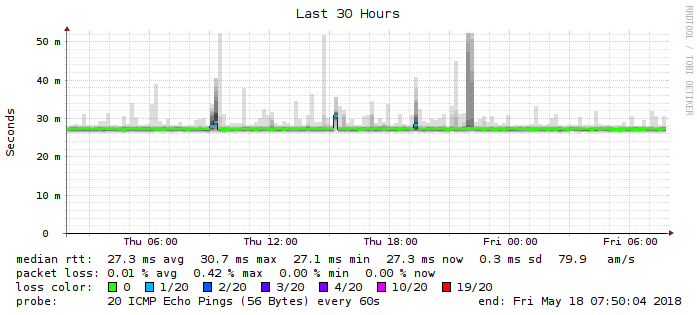 Last 30 Hours
RRDTOOL / TOBI OETIKER
Seconds
50 m
40 m
30 m
20 m
10 m
0
Thu 06:00 Thu 12:00 Thu 18:00 Fri 00:00 Fri 06:00
median rtt: 27.3 ms avg 30.7 ms max 27.1 ms min 27.3 ms now 0.3 ms sd 79.9 am/s
packet loss: 0.01 % avg 0.42 % max 0.00 % min 0.00 % now
loss color: 0 1/20 2/20 3/20 4/20 10/20 19/20
probe: 20 ICMP Echo Pings (56 Bytes) every 60s end: Fri May 18 07:50:04 2018